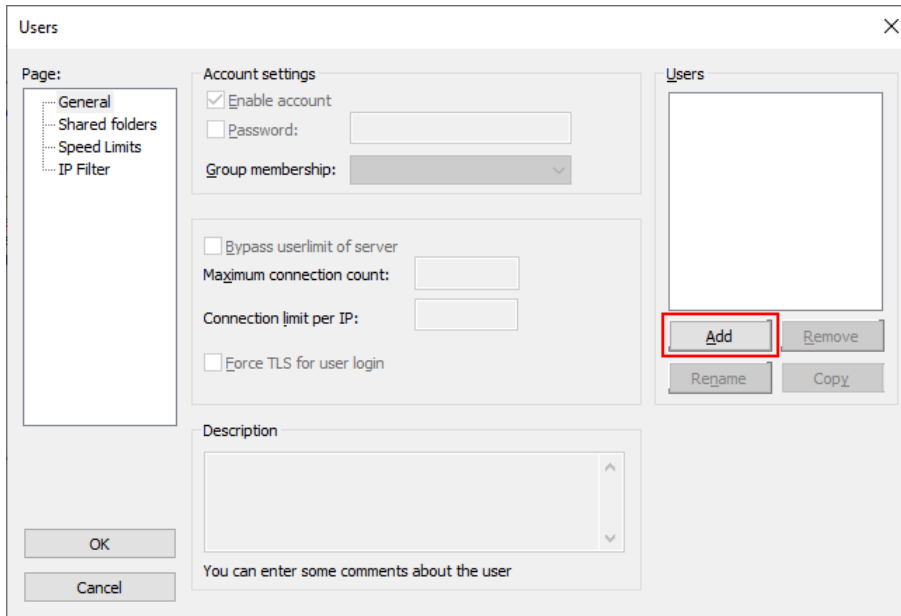 Users
Page:
General
Shared folders
Speed Limits
IP Filter
OK
Cancel
Account settings
Enable account
Password:
Group membership:
Bypass userlimit of server
Maximum connection count:
Connection limit per IP:
Force TLS for user login
Description
You can enter some comments about the user
Users
Add
Remove
Rename
Copy